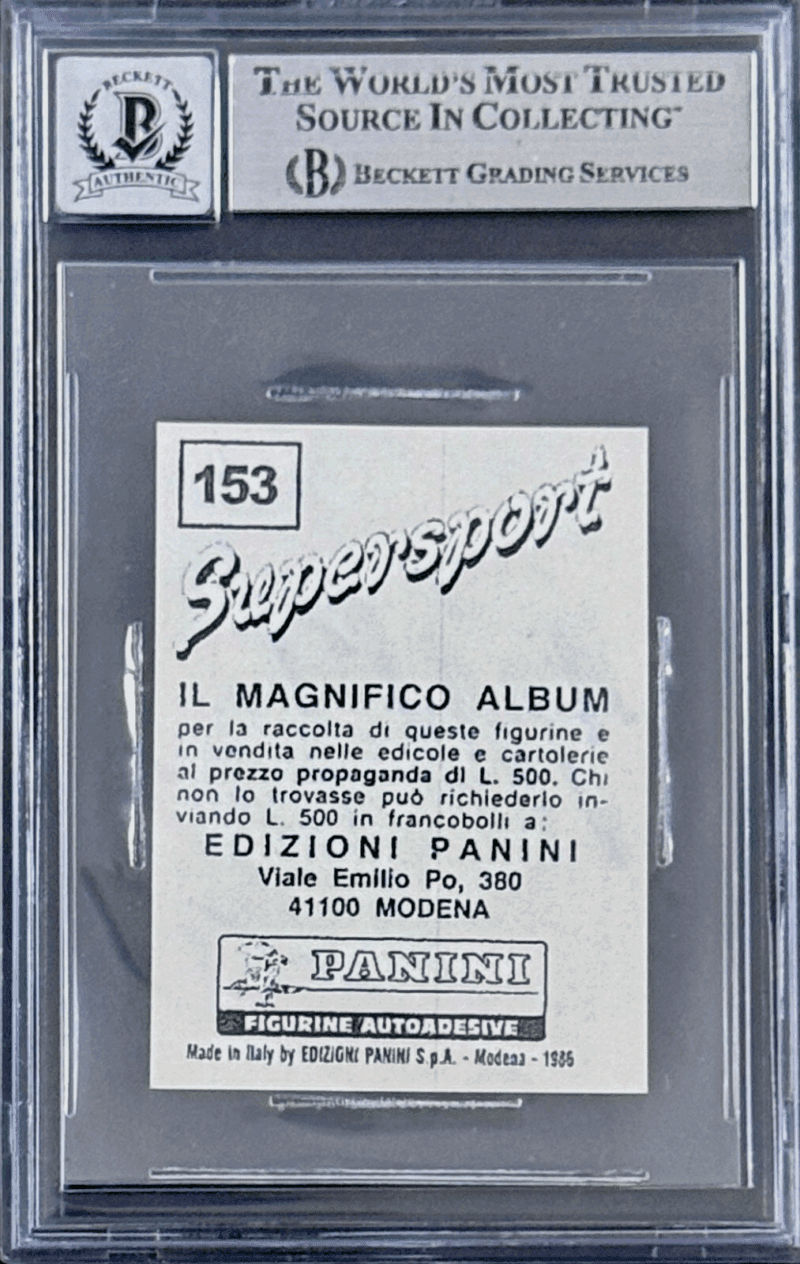 BECKETT
B
AUTHENTIC
THE WORLD'S MOST TRUSTED
SOURCE IN COLLECTING™
(B) BECKETT GRADING SERVICES
153
Supersport
IL MAGNIFICO ALBUM
per la raccolta di queste figurine e
in vendita nelle edicole e cartolerie
al prezzo propaganda di L. 500. Chi
non lo trovasse può richiederlo in-
viando L. 500 in francobolli a:
EDIZIONI PANINI
Viale Emilio Po, 380
41100 MODENA
PANINI
FIGURINE AUTOADESIVE
Made in Italy by EDIZIONI PANINI S.p.A. - Modena - 1986